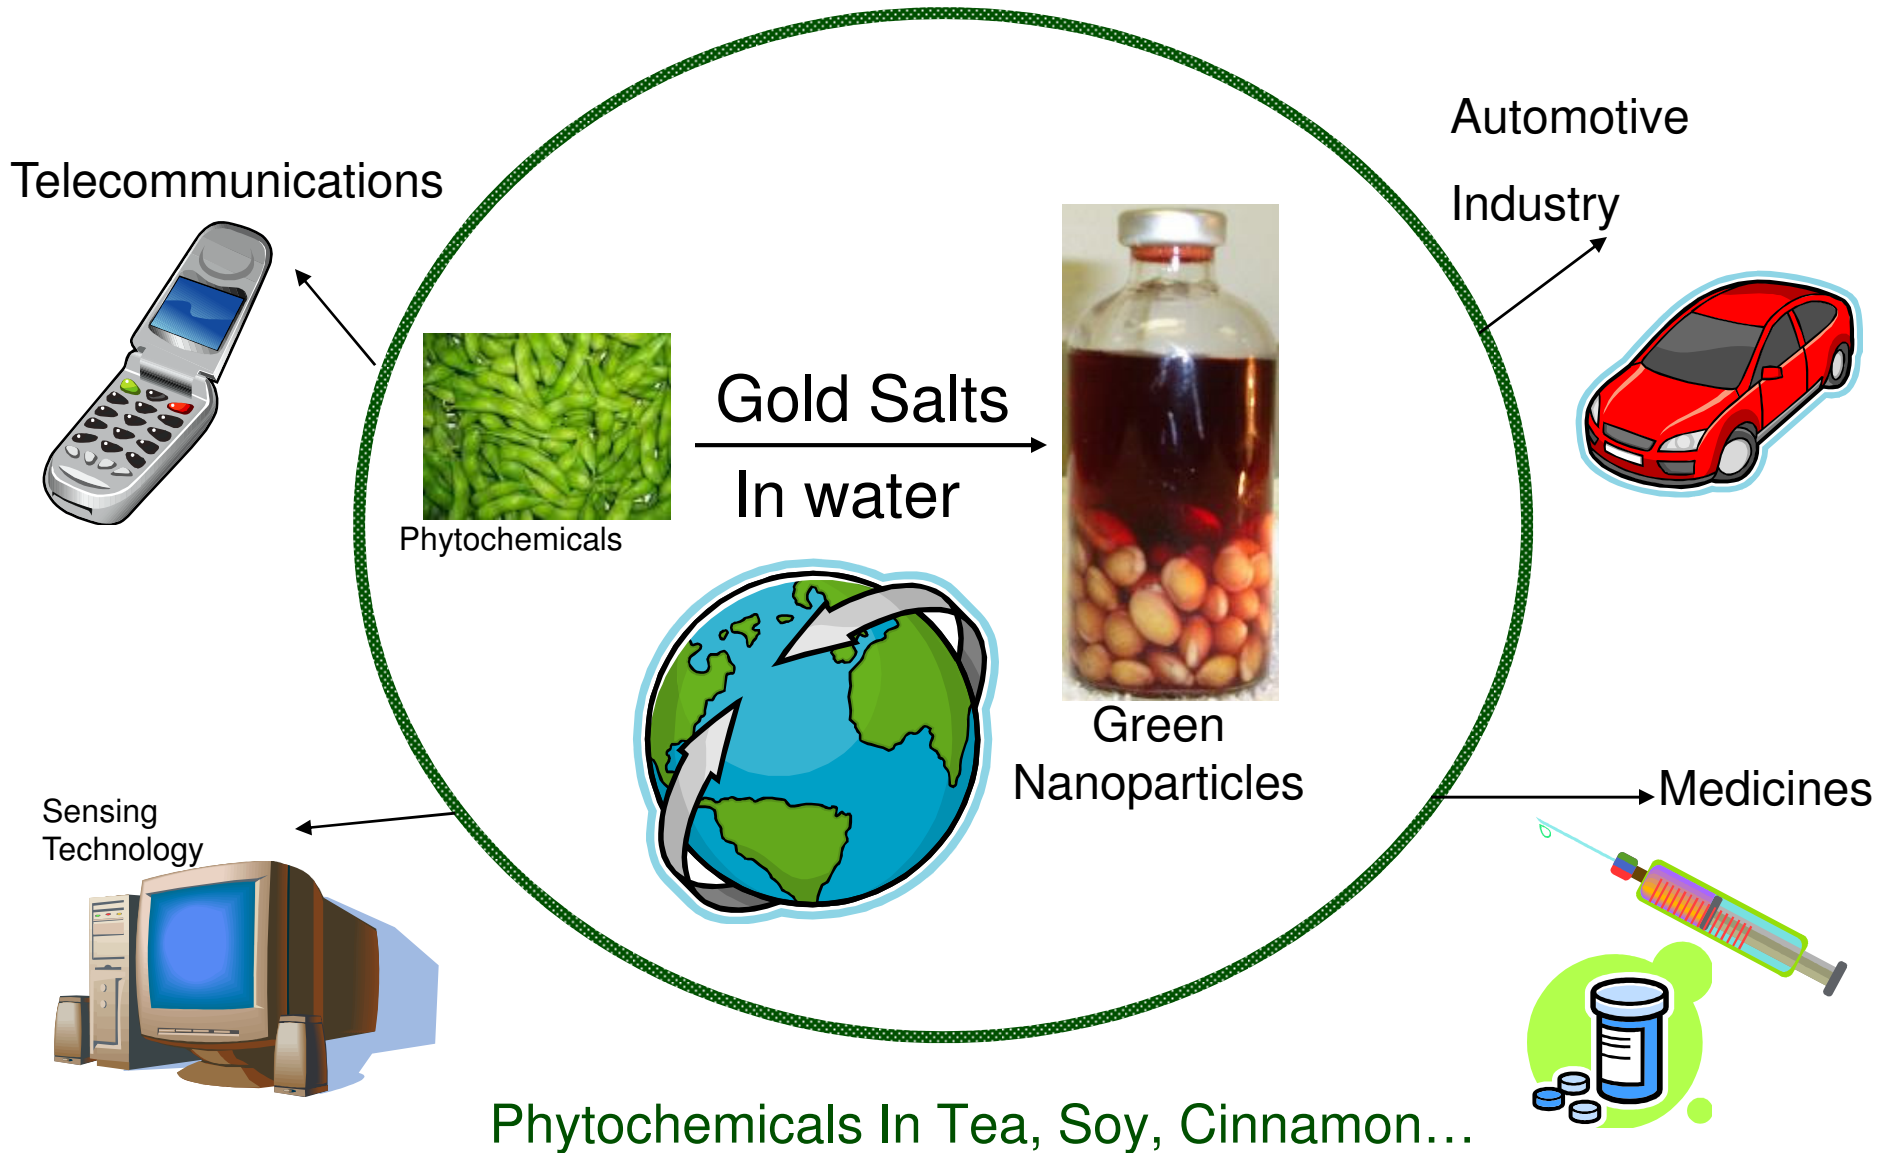 Automotive
Industry
Telecommunications
Gold Salts
In water
Phytochemicals
Green
Nanoparticles
Sensing
Technology
Medicines
Phytochemicals In Tea, Soy, Cinnamon…